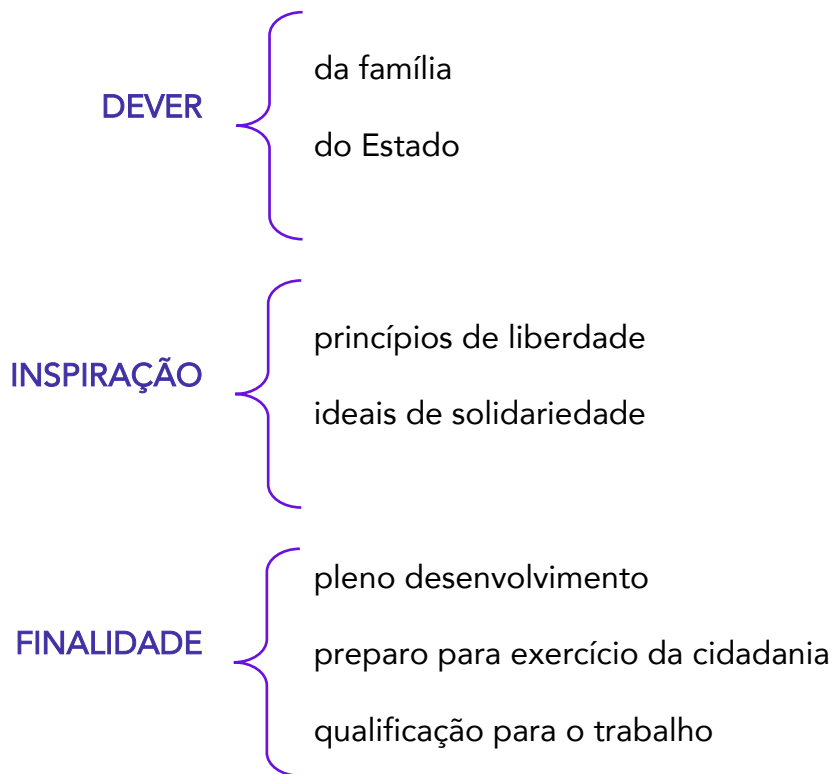 DEVER
da família
do Estado
INSPIRAÇÃO
princípios de liberdade
ideais de solidariedade
FINALIDADE
pleno desenvolvimento
preparo para exercício da cidadania
qualificação para o trabalho